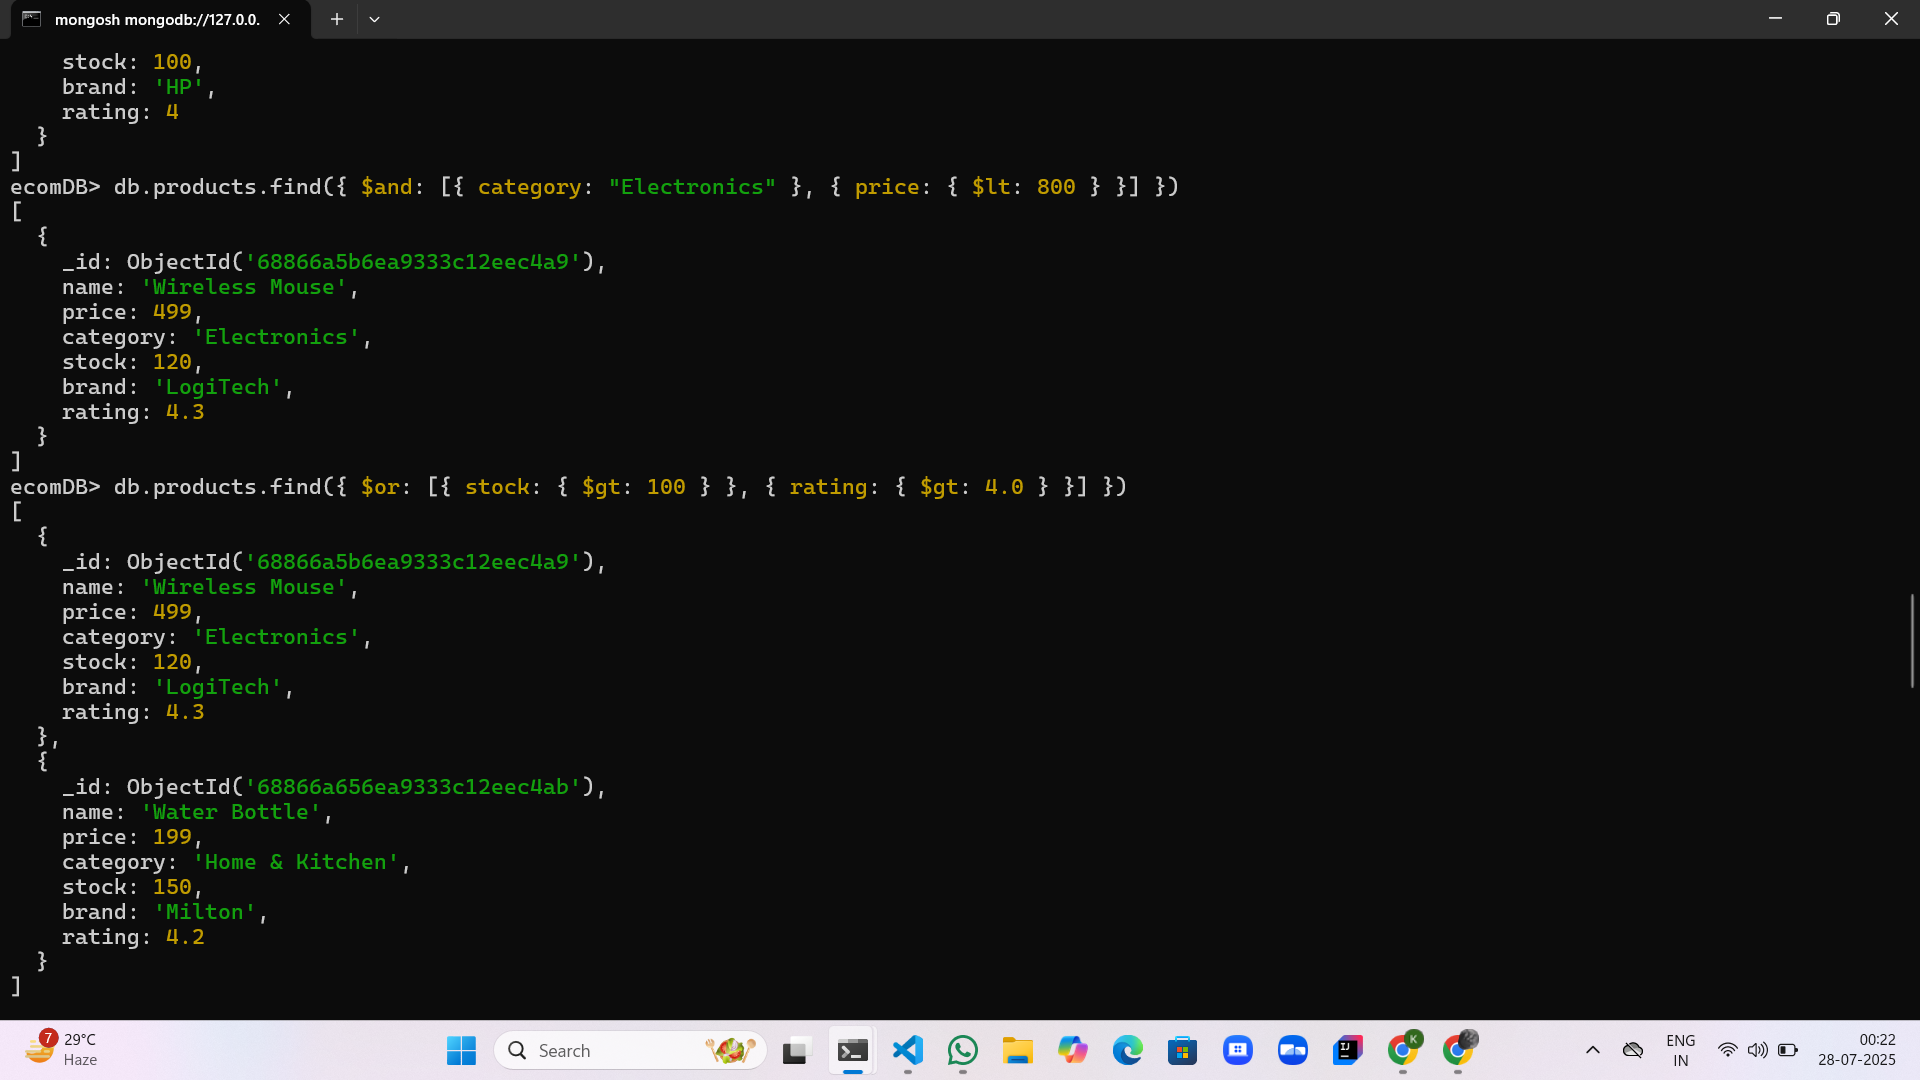 mongosh mongodb://127.0.0.
    stock: 100,
    brand: 'HP',
    rating: 4
  }
]
ecomDB> db.products.find({ $and: [{ category: "Electronics" }, { price: { $lt: 800 } }] })
[
  {
    _id: ObjectId('68866a5b6ea9333c12eec4a9'),
    name: 'Wireless Mouse',
    price: 499,
    category: 'Electronics',
    stock: 120,
    brand: 'LogiTech',
    rating: 4.3
  }
]
ecomDB> db.products.find({ $or: [{ stock: { $gt: 100 } }, { rating: { $gt: 4.0 } }] })
[
  {
    _id: ObjectId('68866a5b6ea9333c12eec4a9'),
    name: 'Wireless Mouse',
    price: 499,
    category: 'Electronics',
    stock: 120,
    brand: 'LogiTech',
    rating: 4.3
  },
  {
    _id: ObjectId('68866a656ea9333c12eec4ab'),
    name: 'Water Bottle',
    price: 199,
    category: 'Home & Kitchen',
    stock: 150,
    brand: 'Milton',
    rating: 4.2
  }
]
7
29°C
Haze
Search
IJ
K
ENG
IN
00:22
28-07-2025